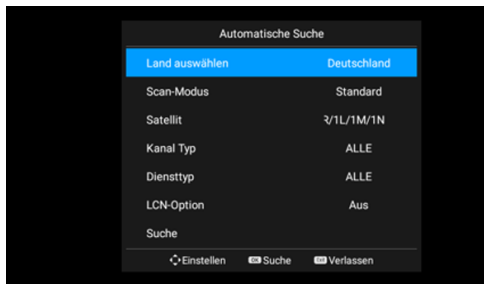 Automatische Suche
Land auswählen Deutschland
Scan-Modus Standard
Satellit /1L/1M/1N
Kanal Typ ALLE
Diensttyp ALLE
LCN-Option Aus
Suche
Einstellen OK Suche Verlassen